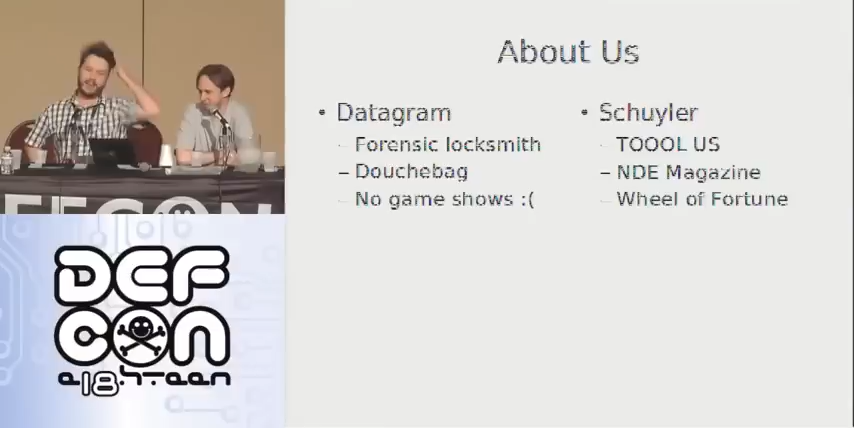 About Us
• Datagram
– Forensic locksmith
– Douchebag
– No game shows :(
• Schuyler
– TOOOL US
– NDE Magazine
– Wheel of Fortune
DEFCON
DEF
CON
e18hteen